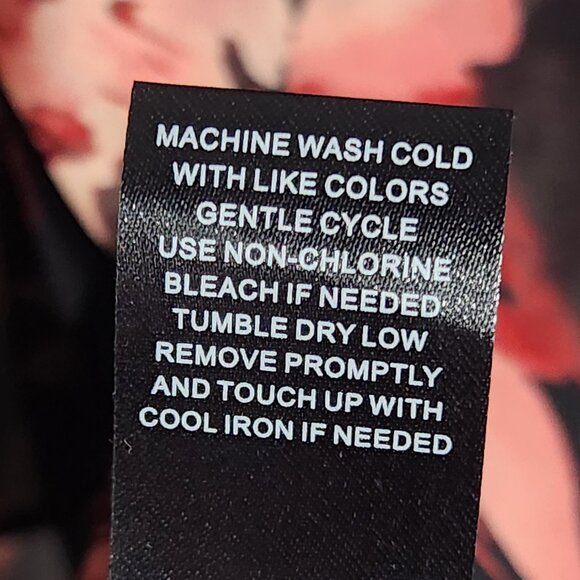 MACHINE WASH COLD
WITH LIKE COLORS
GENTLE CYCLE
USE NON-CHLORINE
BLEACH IF NEEDED
TUMBLE DRY LOW
REMOVE PROMPTLY
AND TOUCH UP WITH
COOL IRON IF NEEDED